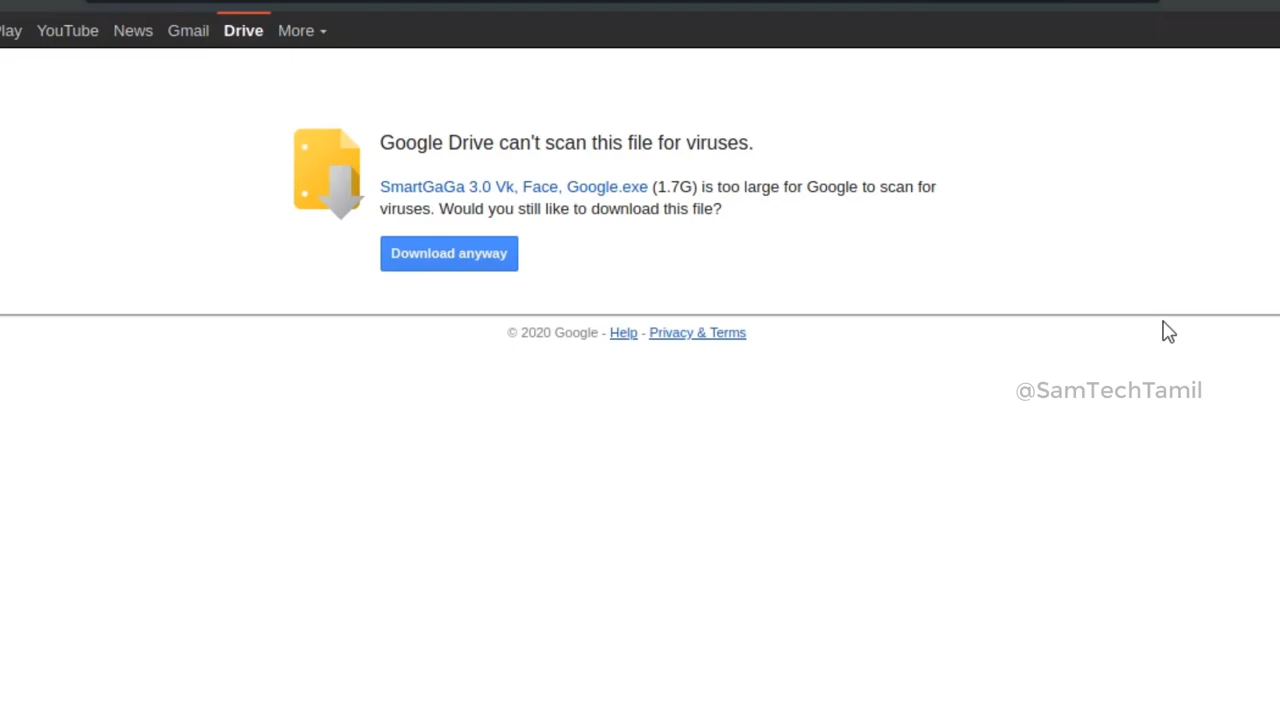 YouTube News Gmail Drive More
Google Drive can't scan this file for viruses.
SmartGaGa 3.0 Vk, Face, Google.exe (1.7G) is too large for Google to scan for
viruses. Would you still like to download this file?
Download anyway
© 2020 Google - Help - Privacy & Terms
@SamTechTamil